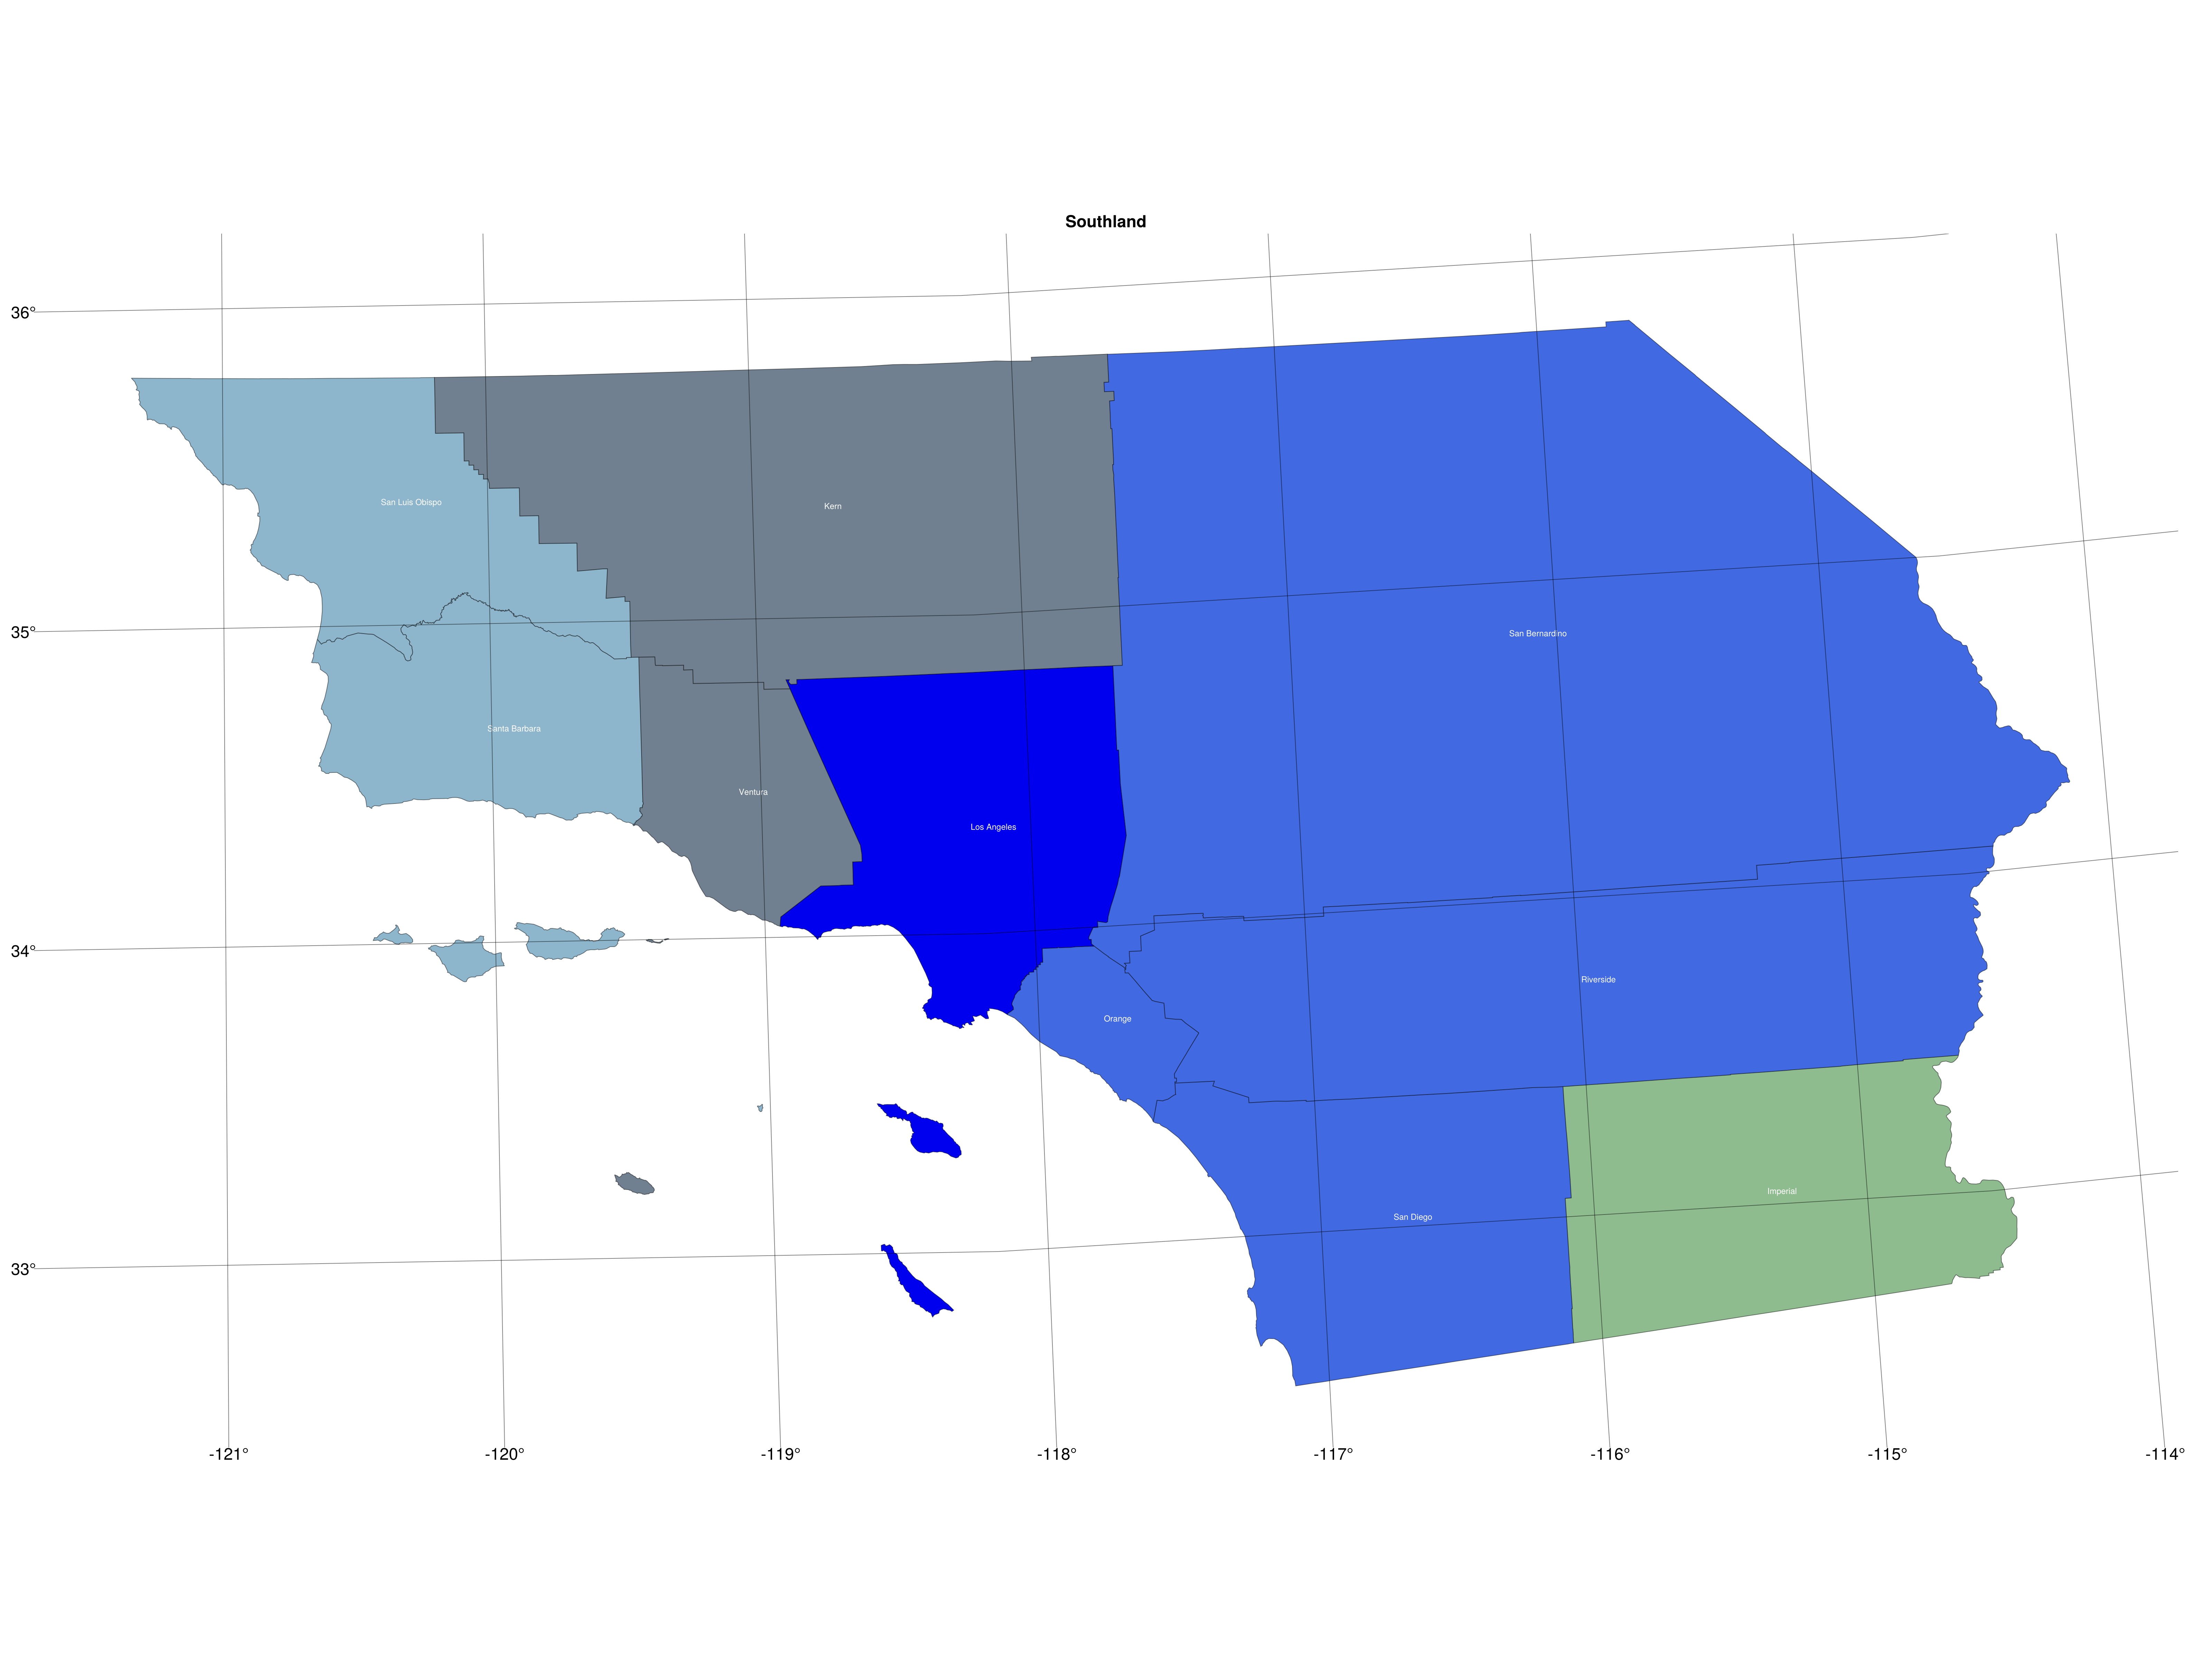 Southland
36°
San Luis Obispo
Kern
35°
San Bernardino
Santa Barbara
Ventura
Los Angeles
34°
Riverside
Orange
Imperial
San Diego
33°
-121° -120° -119° -118° -117° -116° -115° -114°